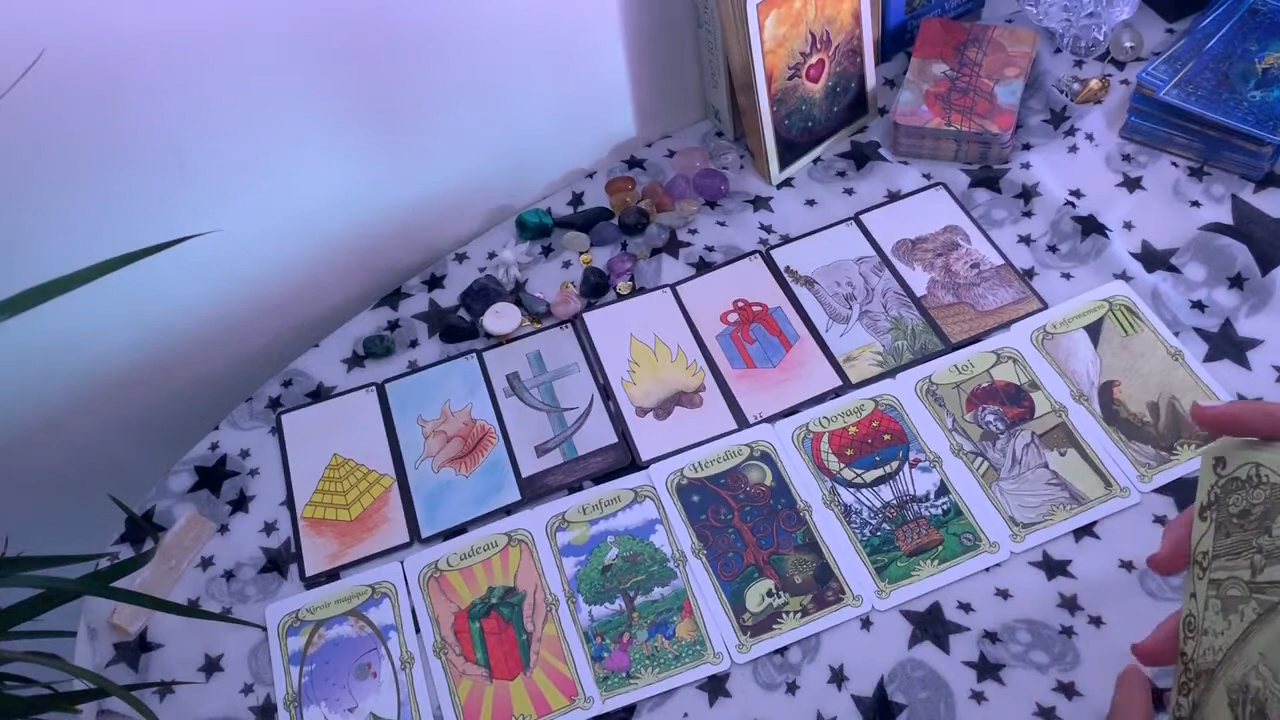 Enfermement
Loi
Voyage
Hérédité
Enfant
Cadeau
Miroir magique